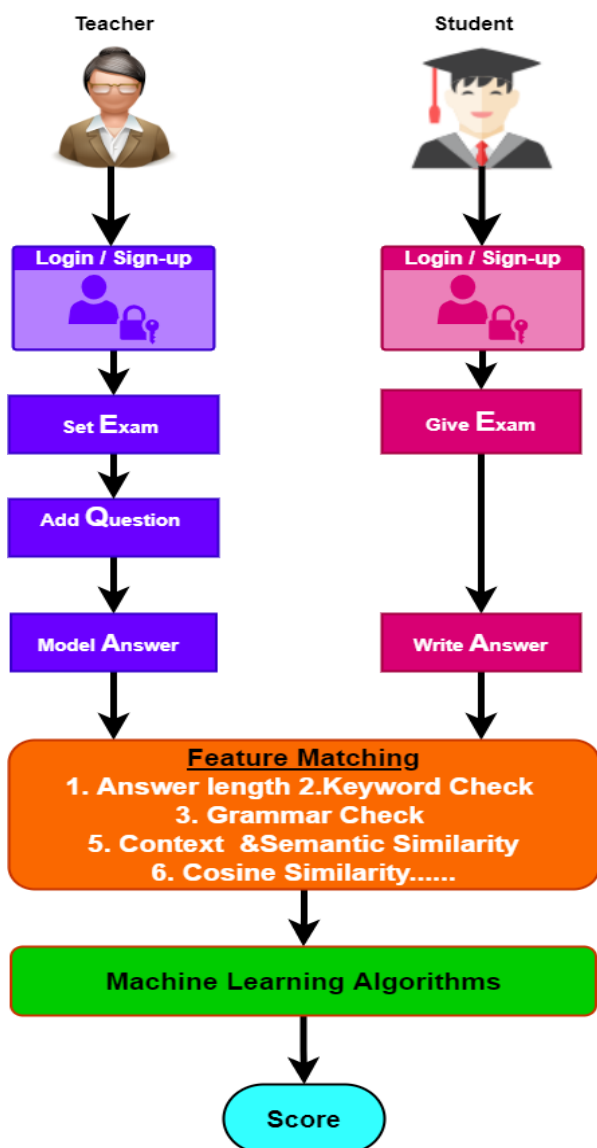 Teacher
Student
Login / Sign-up
Login / Sign-up
Set Exam
Give Exam
Add Question
Model Answer
Write Answer
Feature Matching
1. Answer length 2.Keyword Check
3. Grammar Check
5. Context &Semantic Similarity
6. Cosine Similarity......
Machine Learning Algorithms
Score